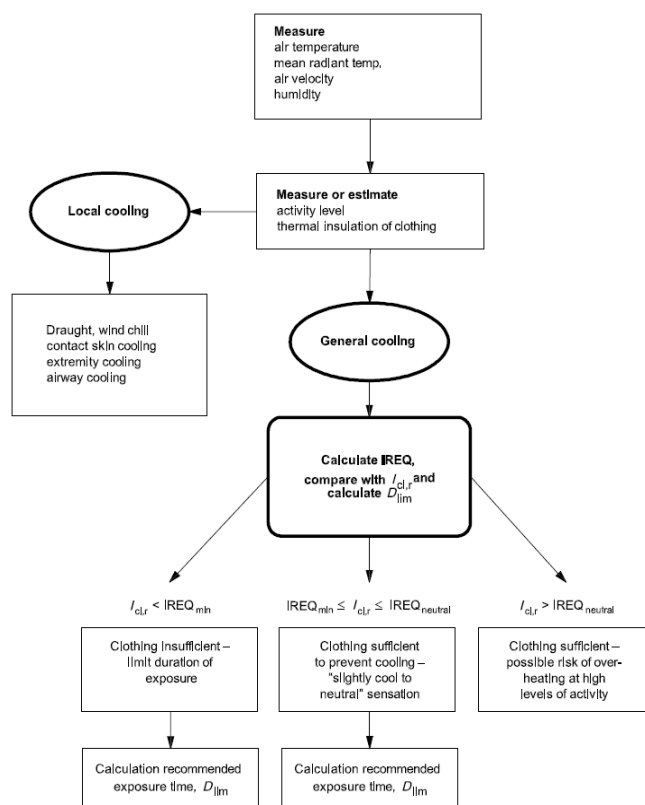 Measure
air temperature
mean radiant temp.
air velocity
humidity
Measure or estimate
activity level
thermal insulation of clothing
Local cooling
Draught, wind chill
contact skin cooling
extremity cooling
airway cooling
General cooling
Calculate IREQ,
compare with Icl,r and
calculate Dlim
Icl,r < IREQmin
IREQmin ≤ Icl,r ≤ IREQneutral
Icl,r > IREQneutral
Clothing insufficient –
limit duration of
exposure
Clothing sufficient
to prevent cooling –
"slightly cool to
neutral" sensation
Clothing sufficient –
possible risk of over-
heating at high
levels of activity
Calculation recommended
exposure time, Dlim
Calculation recommended
exposure time, Dlim